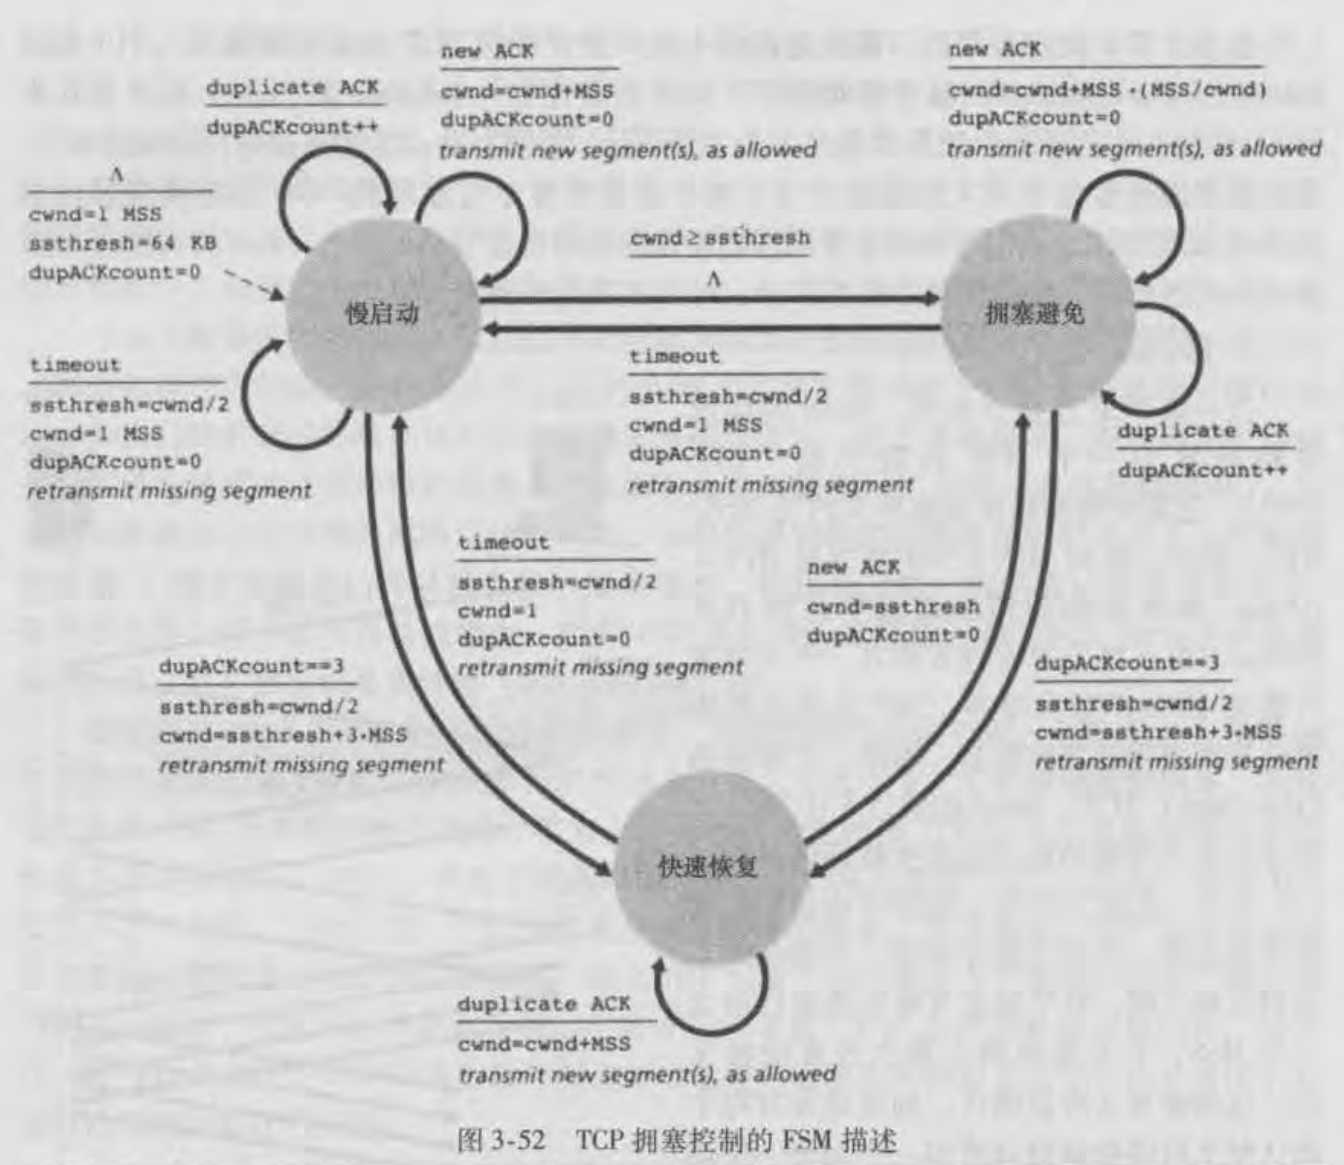 new ACK
cwnd=cwnd+MSS
dupACKcount=0
transmit new segment(s), as allowed
new ACK
cwnd=cwnd+MSS·(MSS/cwnd)
dupACKcount=0
transmit new segment(s), as allowed
duplicate ACK
dupACKcount++
Λ
cwnd=1 MSS
ssthresh=64 KB
dupACKcount=0
cwnd≥ssthresh
Λ
慢启动
拥塞避免
timeout
ssthresh=cwnd/2
cwnd=1 MSS
dupACKcount=0
retransmit missing segment
timeout
ssthresh=cwnd/2
cwnd=1 MSS
dupACKcount=0
retransmit missing segment
duplicate ACK
dupACKcount++
timeout
ssthresh=cwnd/2
cwnd=1
dupACKcount=0
retransmit missing segment
new ACK
cwnd=ssthresh
dupACKcount=0
dupACKcount==3
ssthresh=cwnd/2
cwnd=ssthresh+3·MSS
retransmit missing segment
dupACKcount==3
ssthresh=cwnd/2
cwnd=ssthresh+3·MSS
retransmit missing segment
快速恢复
duplicate ACK
cwnd=cwnd+MSS
transmit new segment(s), as allowed
图 3-52 TCP 拥塞控制的 FSM 描述